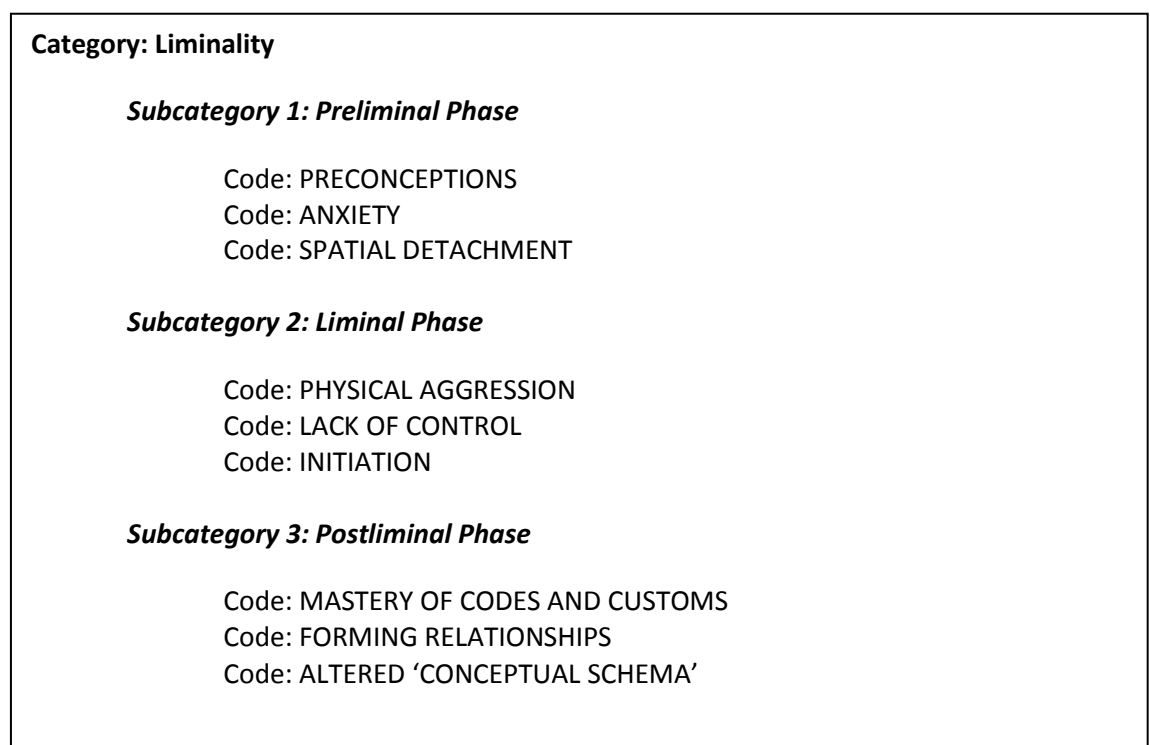 Category: Liminality
Subcategory 1: Preliminal Phase
Code: PRECONCEPTIONS
Code: ANXIETY
Code: SPATIAL DETACHMENT
Subcategory 2: Liminal Phase
Code: PHYSICAL AGGRESSION
Code: LACK OF CONTROL
Code: INITIATION
Subcategory 3: Postliminal Phase
Code: MASTERY OF CODES AND CUSTOMS
Code: FORMING RELATIONSHIPS
Code: ALTERED ‘CONCEPTUAL SCHEMA’